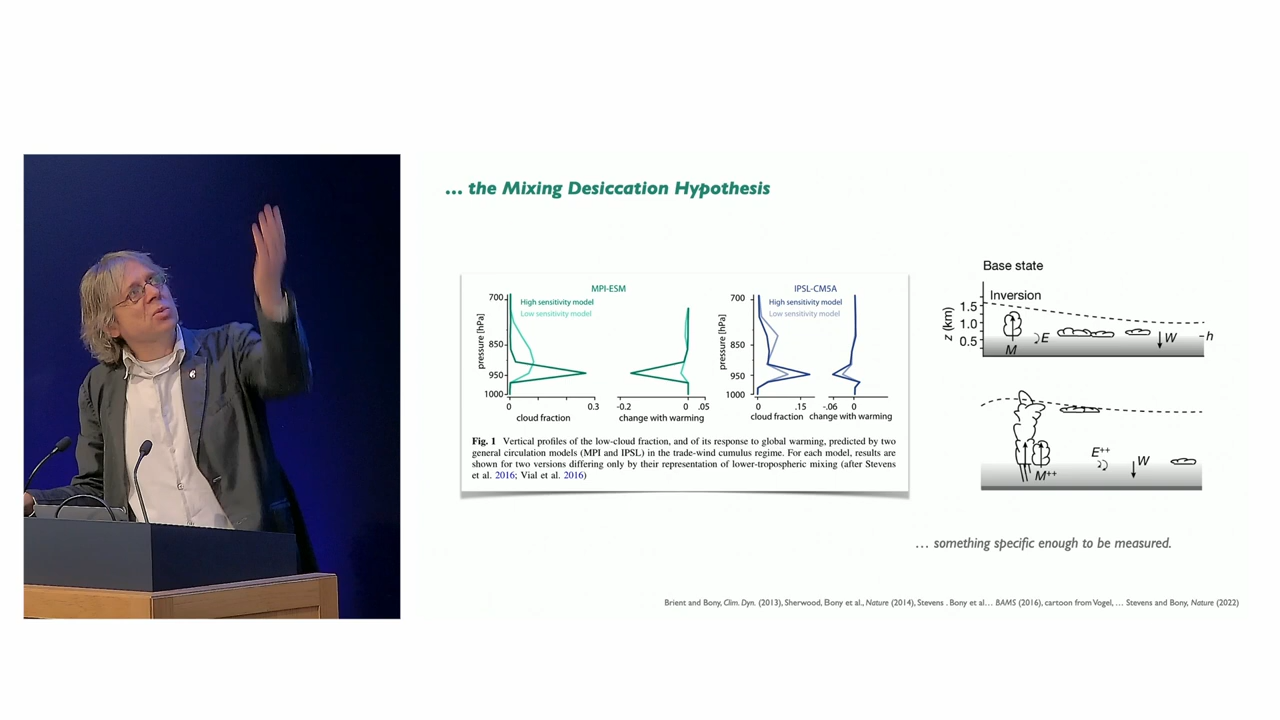 ... the Mixing Desiccation Hypothesis
MPI-ESM
High sensitivity model
Low sensitivity model
700
850
950
1000
pressure [hPa]
0 0.3
cloud fraction
-0.2 0 .05
change with warming
IPSL-CM5A
High sensitivity model
Low sensitivity model
700
850
950
1000
pressure [hPa]
0 .15
cloud fraction
-.06 0
change with warming
Fig. 1 Vertical profiles of the low-cloud fraction, and of its response to global warming, predicted by two
general circulation models (MPI and IPSL) in the trade-wind cumulus regime. For each model, results are
shown for two versions differing only by their representation of lower-tropospheric mixing (after Stevens
et al. 2016; Vial et al. 2016)
Base state
Inversion
z (km)
1.5
1.0
0.5
M
E
W
h
M++
E++
W
... something specific enough to be measured.
Brient and Bony, Clim. Dyn. (2013), Sherwood, Bony et al., Nature (2014), Stevens . Bony et al... BAMS (2016), cartoon from Vogel, ... Stevens and Bony, Nature (2022)